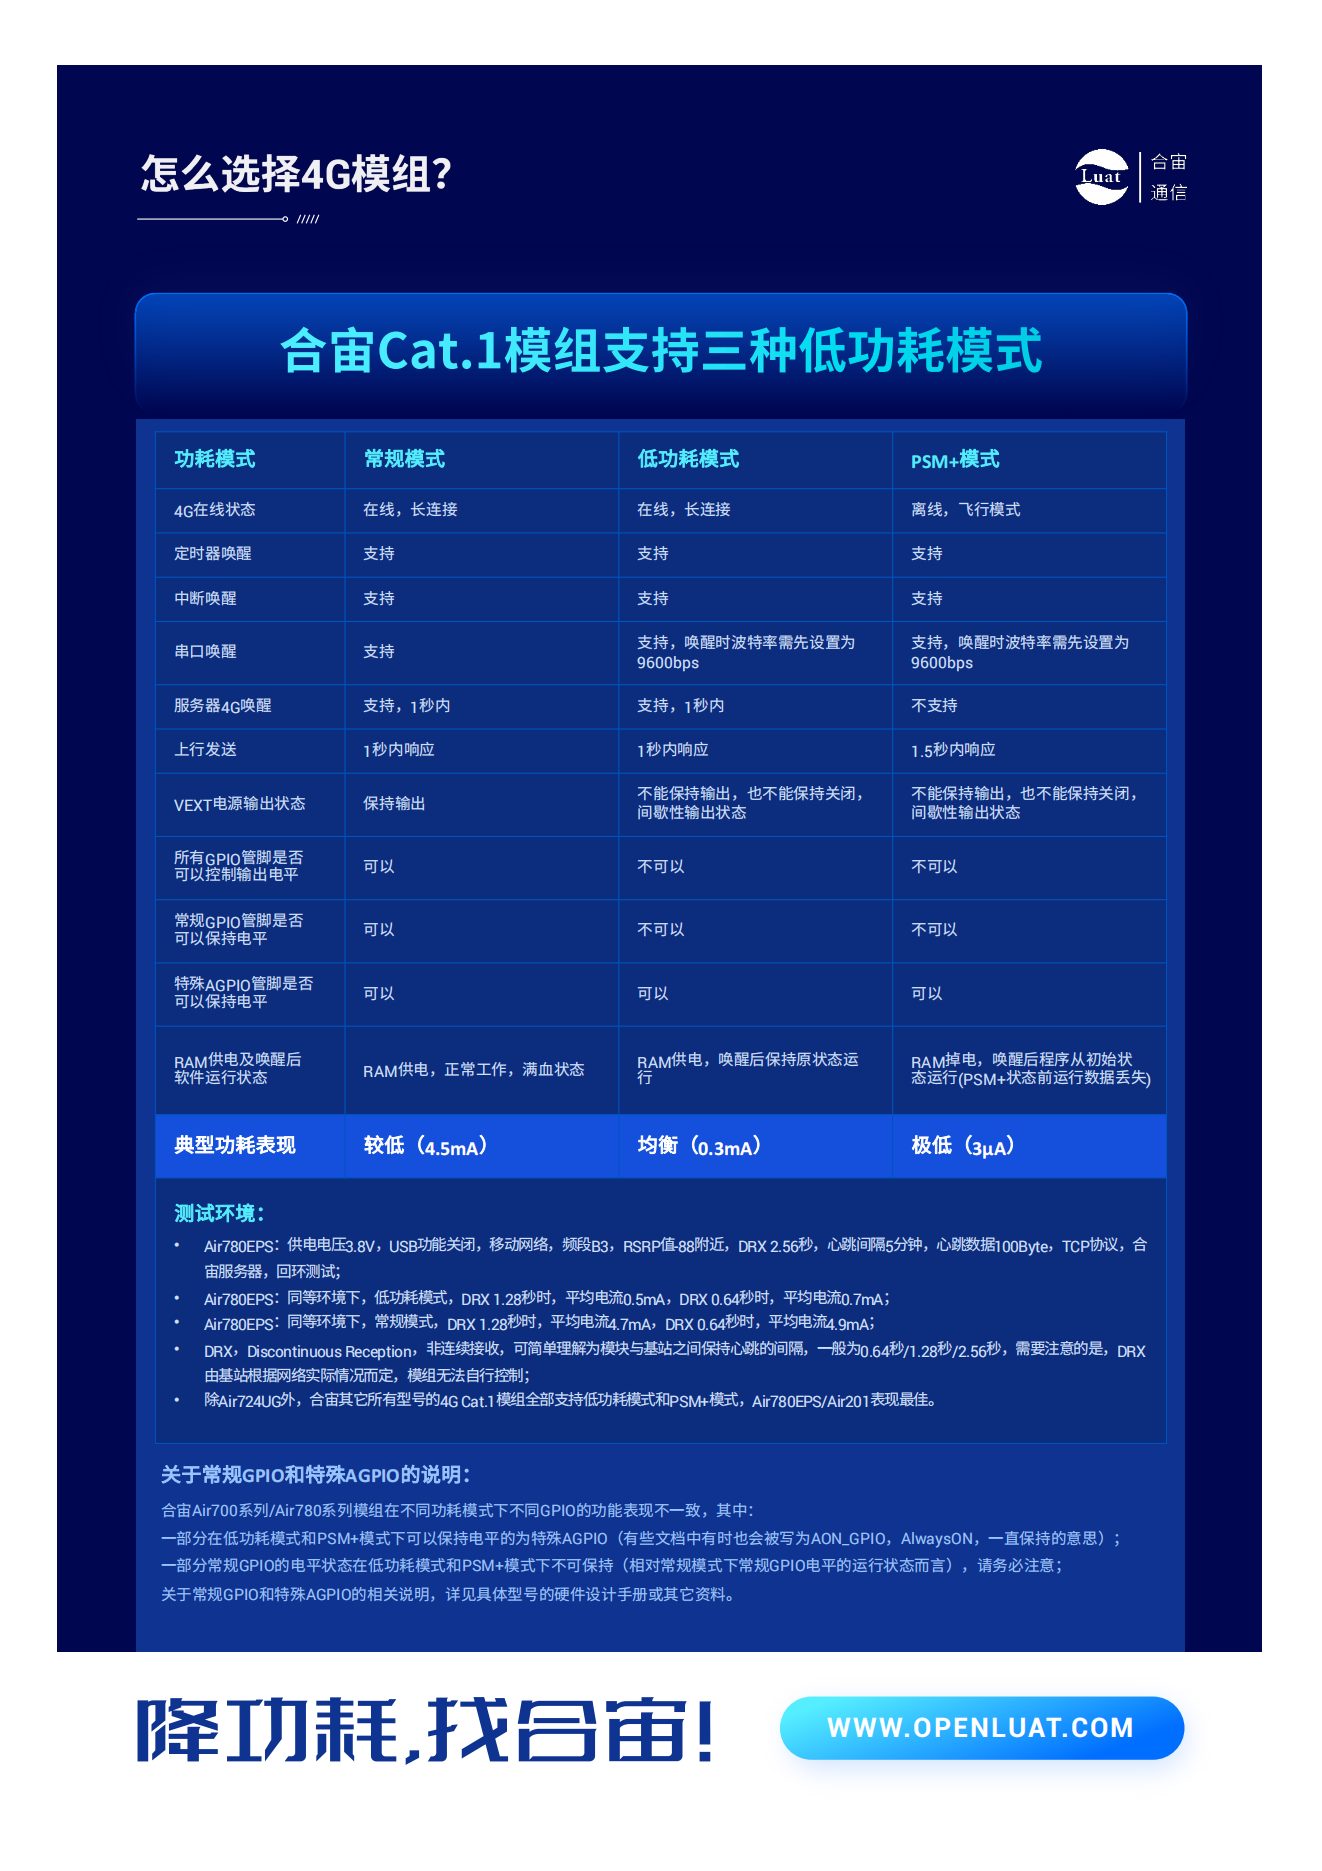 怎么选择4G模组？
Luat
合宙
通信
合宙Cat.1模组支持三种低功耗模式
功耗模式 常规模式 低功耗模式 PSM+模式
4G在线状态 在线，长连接 在线，长连接 离线，飞行模式
定时器唤醒 支持 支持 支持
中断唤醒 支持 支持 支持
串口唤醒 支持 支持，唤醒时波特率需先设置为 支持，唤醒时波特率需先设置为
9600bps 9600bps
服务器4G唤醒 支持，1秒内 支持，1秒内 不支持
上行发送 1秒内响应 1秒内响应 1.5秒内响应
VEXT电源输出状态 保持输出 不能保持输出，也不能保持关闭， 不能保持输出，也不能保持关闭，
间歇性输出状态 间歇性输出状态
所有GPIO管脚是否
可以控制输出电平 可以 不可以 不可以
常规GPIO管脚是否
可以保持电平 可以 不可以 不可以
特殊AGPIO管脚是否
可以保持电平 可以 可以 可以
RAM供电及唤醒后 RAM供电，正常工作，满血状态 RAM供电，唤醒后保持原状态运 RAM掉电，唤醒后程序从初始状
软件运行状态 行 态运行(PSM+状态前运行数据丢失)
典型功耗表现 较低（4.5mA） 均衡（0.3mA） 极低（3μA）
测试环境：
• Air780EPS：供电电压3.8V，USB功能关闭，移动网络，频段B3，RSRP值-88附近，DRX 2.56秒，心跳间隔5分钟，心跳数据100Byte，TCP协议，合
宙服务器，回环测试；
• Air780EPS：同等环境下，低功耗模式，DRX 1.28秒时，平均电流0.5mA，DRX 0.64秒时，平均电流0.7mA；
• Air780EPS：同等环境下，常规模式，DRX 1.28秒时，平均电流4.7mA，DRX 0.64秒时，平均电流4.9mA；
• DRX，Discontinuous Reception，非连续接收，可简单理解为模块与基站之间保持心跳的间隔，一般为0.64秒/1.28秒/2.56秒，需要注意的是，DRX
由基站根据网络实际情况而定，模组无法自行控制；
• 除Air724UG外，合宙其它所有型号的4G Cat.1模组全部支持低功耗模式和PSM+模式，Air780EPS/Air201表现最佳。
关于常规GPIO和特殊AGPIO的说明：
合宙Air700系列/Air780系列模组在不同功耗模式下不同GPIO的功能表现不一致，其中：
一部分在低功耗模式和PSM+模式下可以保持电平的为特殊AGPIO（有些文档中有时也会被写为AON_GPIO，AlwaysON，一直保持的意思）；
一部分常规GPIO的电平状态在低功耗模式和PSM+模式下不可保持（相对常规模式下常规GPIO电平的运行状态而言），请务必注意；
关于常规GPIO和特殊AGPIO的相关说明，详见具体型号的硬件设计手册或其它资料。
降功耗,找合宙!
WWW.OPENLUAT.COM